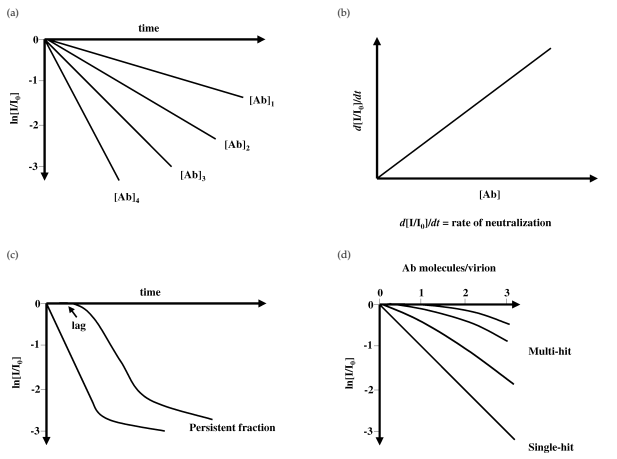 (a)
time
0
-1
-2
-3
ln[I/I0]
[Ab]1
[Ab]2
[Ab]3
[Ab]4
(b)
d[I/I0]/dt
[Ab]
d[I/I0]/dt = rate of neutralization
(c)
time
0
lag
-1
-2
-3
ln[I/I0]
Persistent fraction
(d)
Ab molecules/virion
0 1 2 3
0
-1
-2
-3
ln[I/I0]
Multi-hit
Single-hit